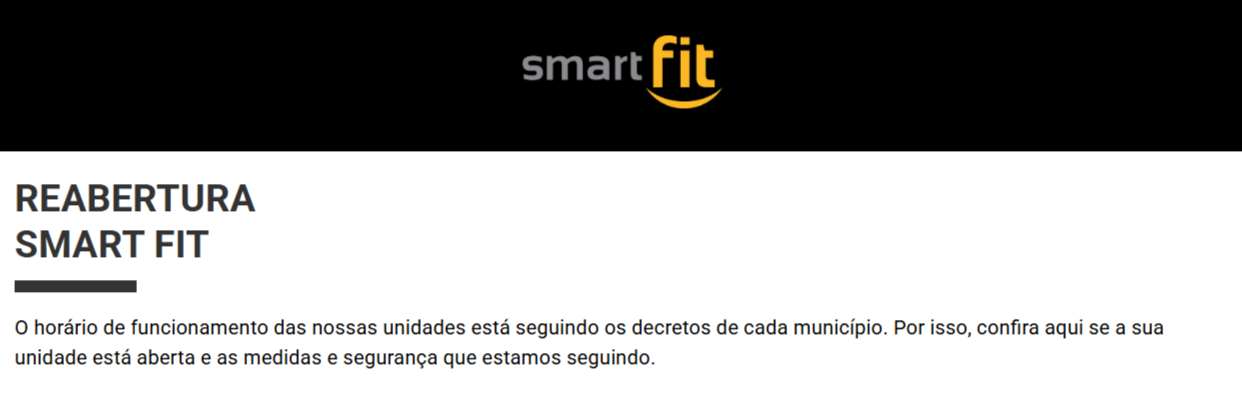 smart fit
REABERTURA
SMART FIT
O horário de funcionamento das nossas unidades está seguindo os decretos de cada município. Por isso, confira aqui se a sua
unidade está aberta e as medidas e segurança que estamos seguindo.